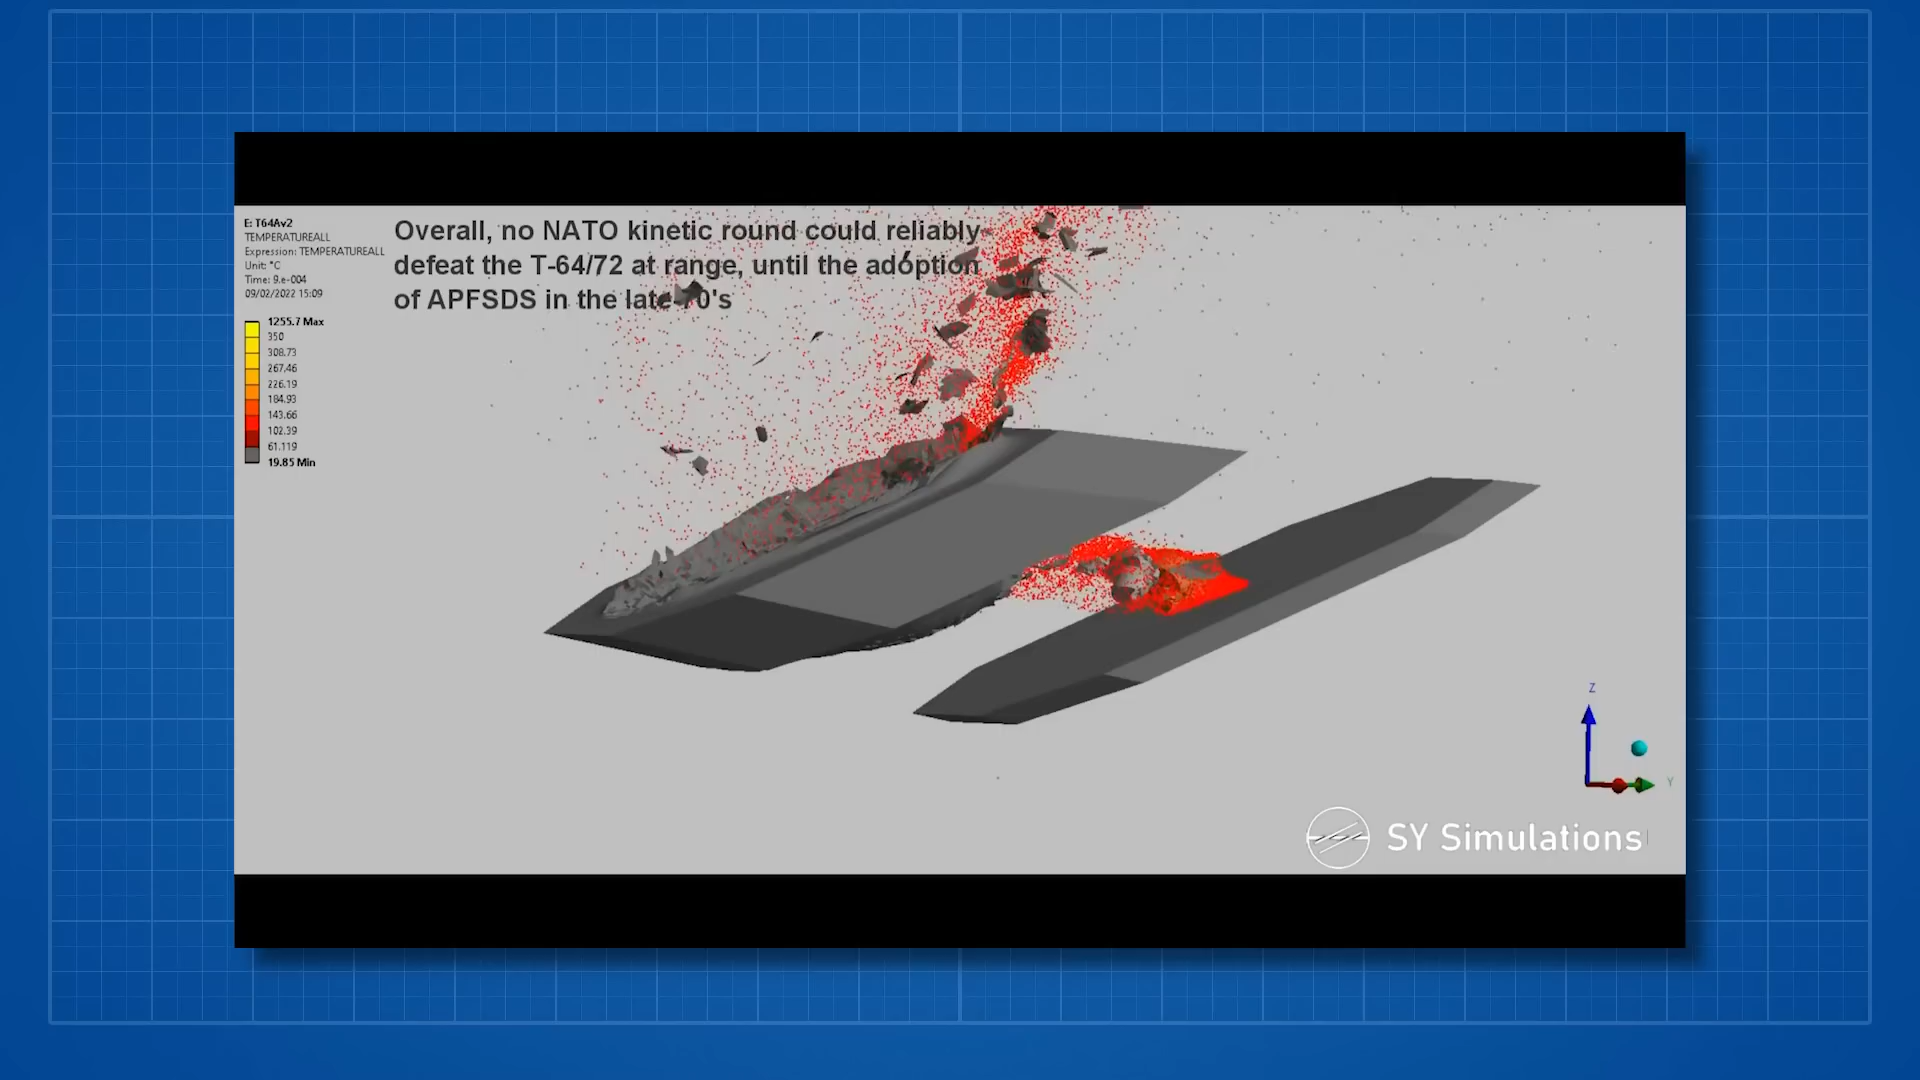 E: T64Av2
TEMPERATUREALL
Expression: TEMPERATUREALL
Unit: °C
Time: 9.e-004
09/02/2022 15:09
1255.7 Max
350
308.73
267.46
226.19
184.93
143.66
102.39
61.119
19.85 Min
Overall, no NATO kinetic round could reliably
defeat the T-64/72 at range, until the adoption
of APFSDS in the late 70's
Z
Y
SY Simulations